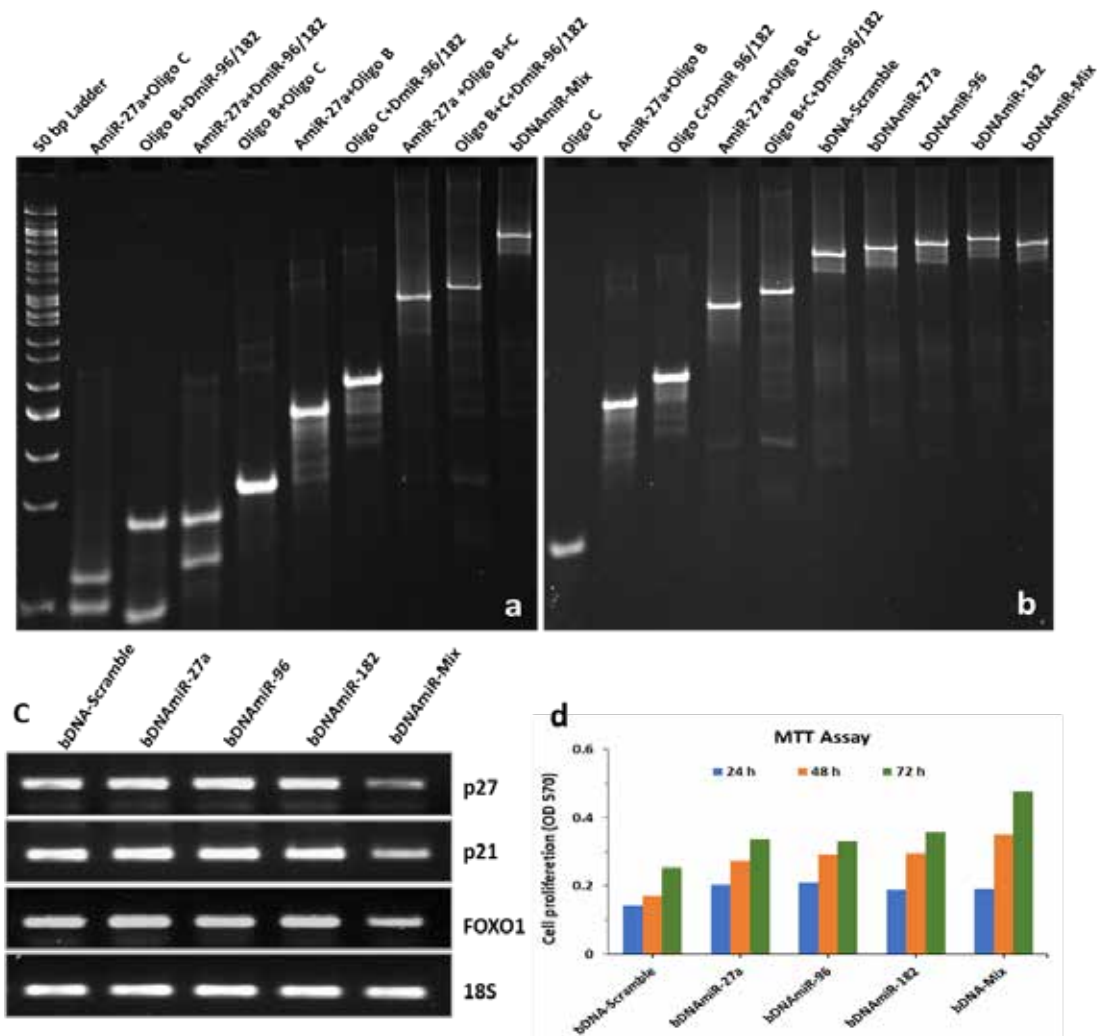 50 bp Ladder
AmiR-27a+Oligo C
Oligo B+DmiR-96/182
AmiR-27a+DmiR-96/182
Oligo B+Oligo C
AmiR-27a+Oligo B
Oligo C+DmiR-96/182
AmiR-27a +Oligo B+C
Oligo B+C+DmiR-96/182
bDNAmiR-Mix
Oligo C
AmiR-27a+Oligo B
Oligo C+DmiR 96/182
AmiR-27a+Oligo B+C
Oligo B+C+DmiR-96/182
bDNA-Scramble
bDNAmiR-27a
bDNAmiR-96
bDNAmiR-182
bDNAmiR-Mix
a
b
c
bDNA-Scramble
bDNAmiR-27a
bDNAmiR-96
bDNAmiR-182
bDNAmiR-Mix
p27
p21
FOXO1
18S
d
MTT Assay
24 h 48 h 72 h
Cell proliferetion (OD 570)
0.6
0.4
0.2
0
bDNA-Scramble
bDNAmiR-27a
bDNAmiR-96
bDNAmiR-182
bDNA-Mix